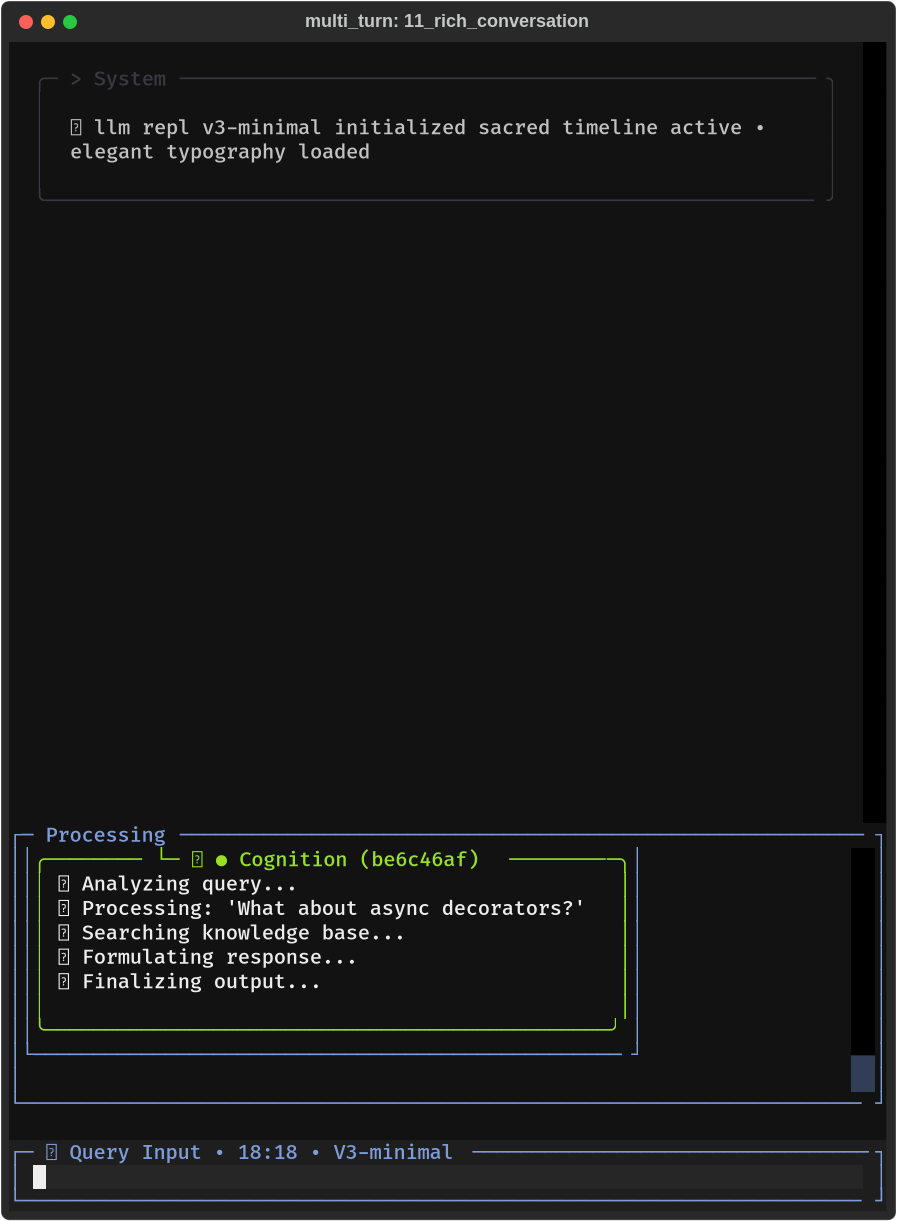 multi_turn: 11_rich_conversation
> System
llm repl v3-minimal initialized sacred timeline active •
elegant typography loaded
Processing
● Cognition (be6c46af)
Analyzing query...
Processing: 'What about async decorators?'
Searching knowledge base...
Formulating response...
Finalizing output...
Query Input • 18:18 • V3-minimal